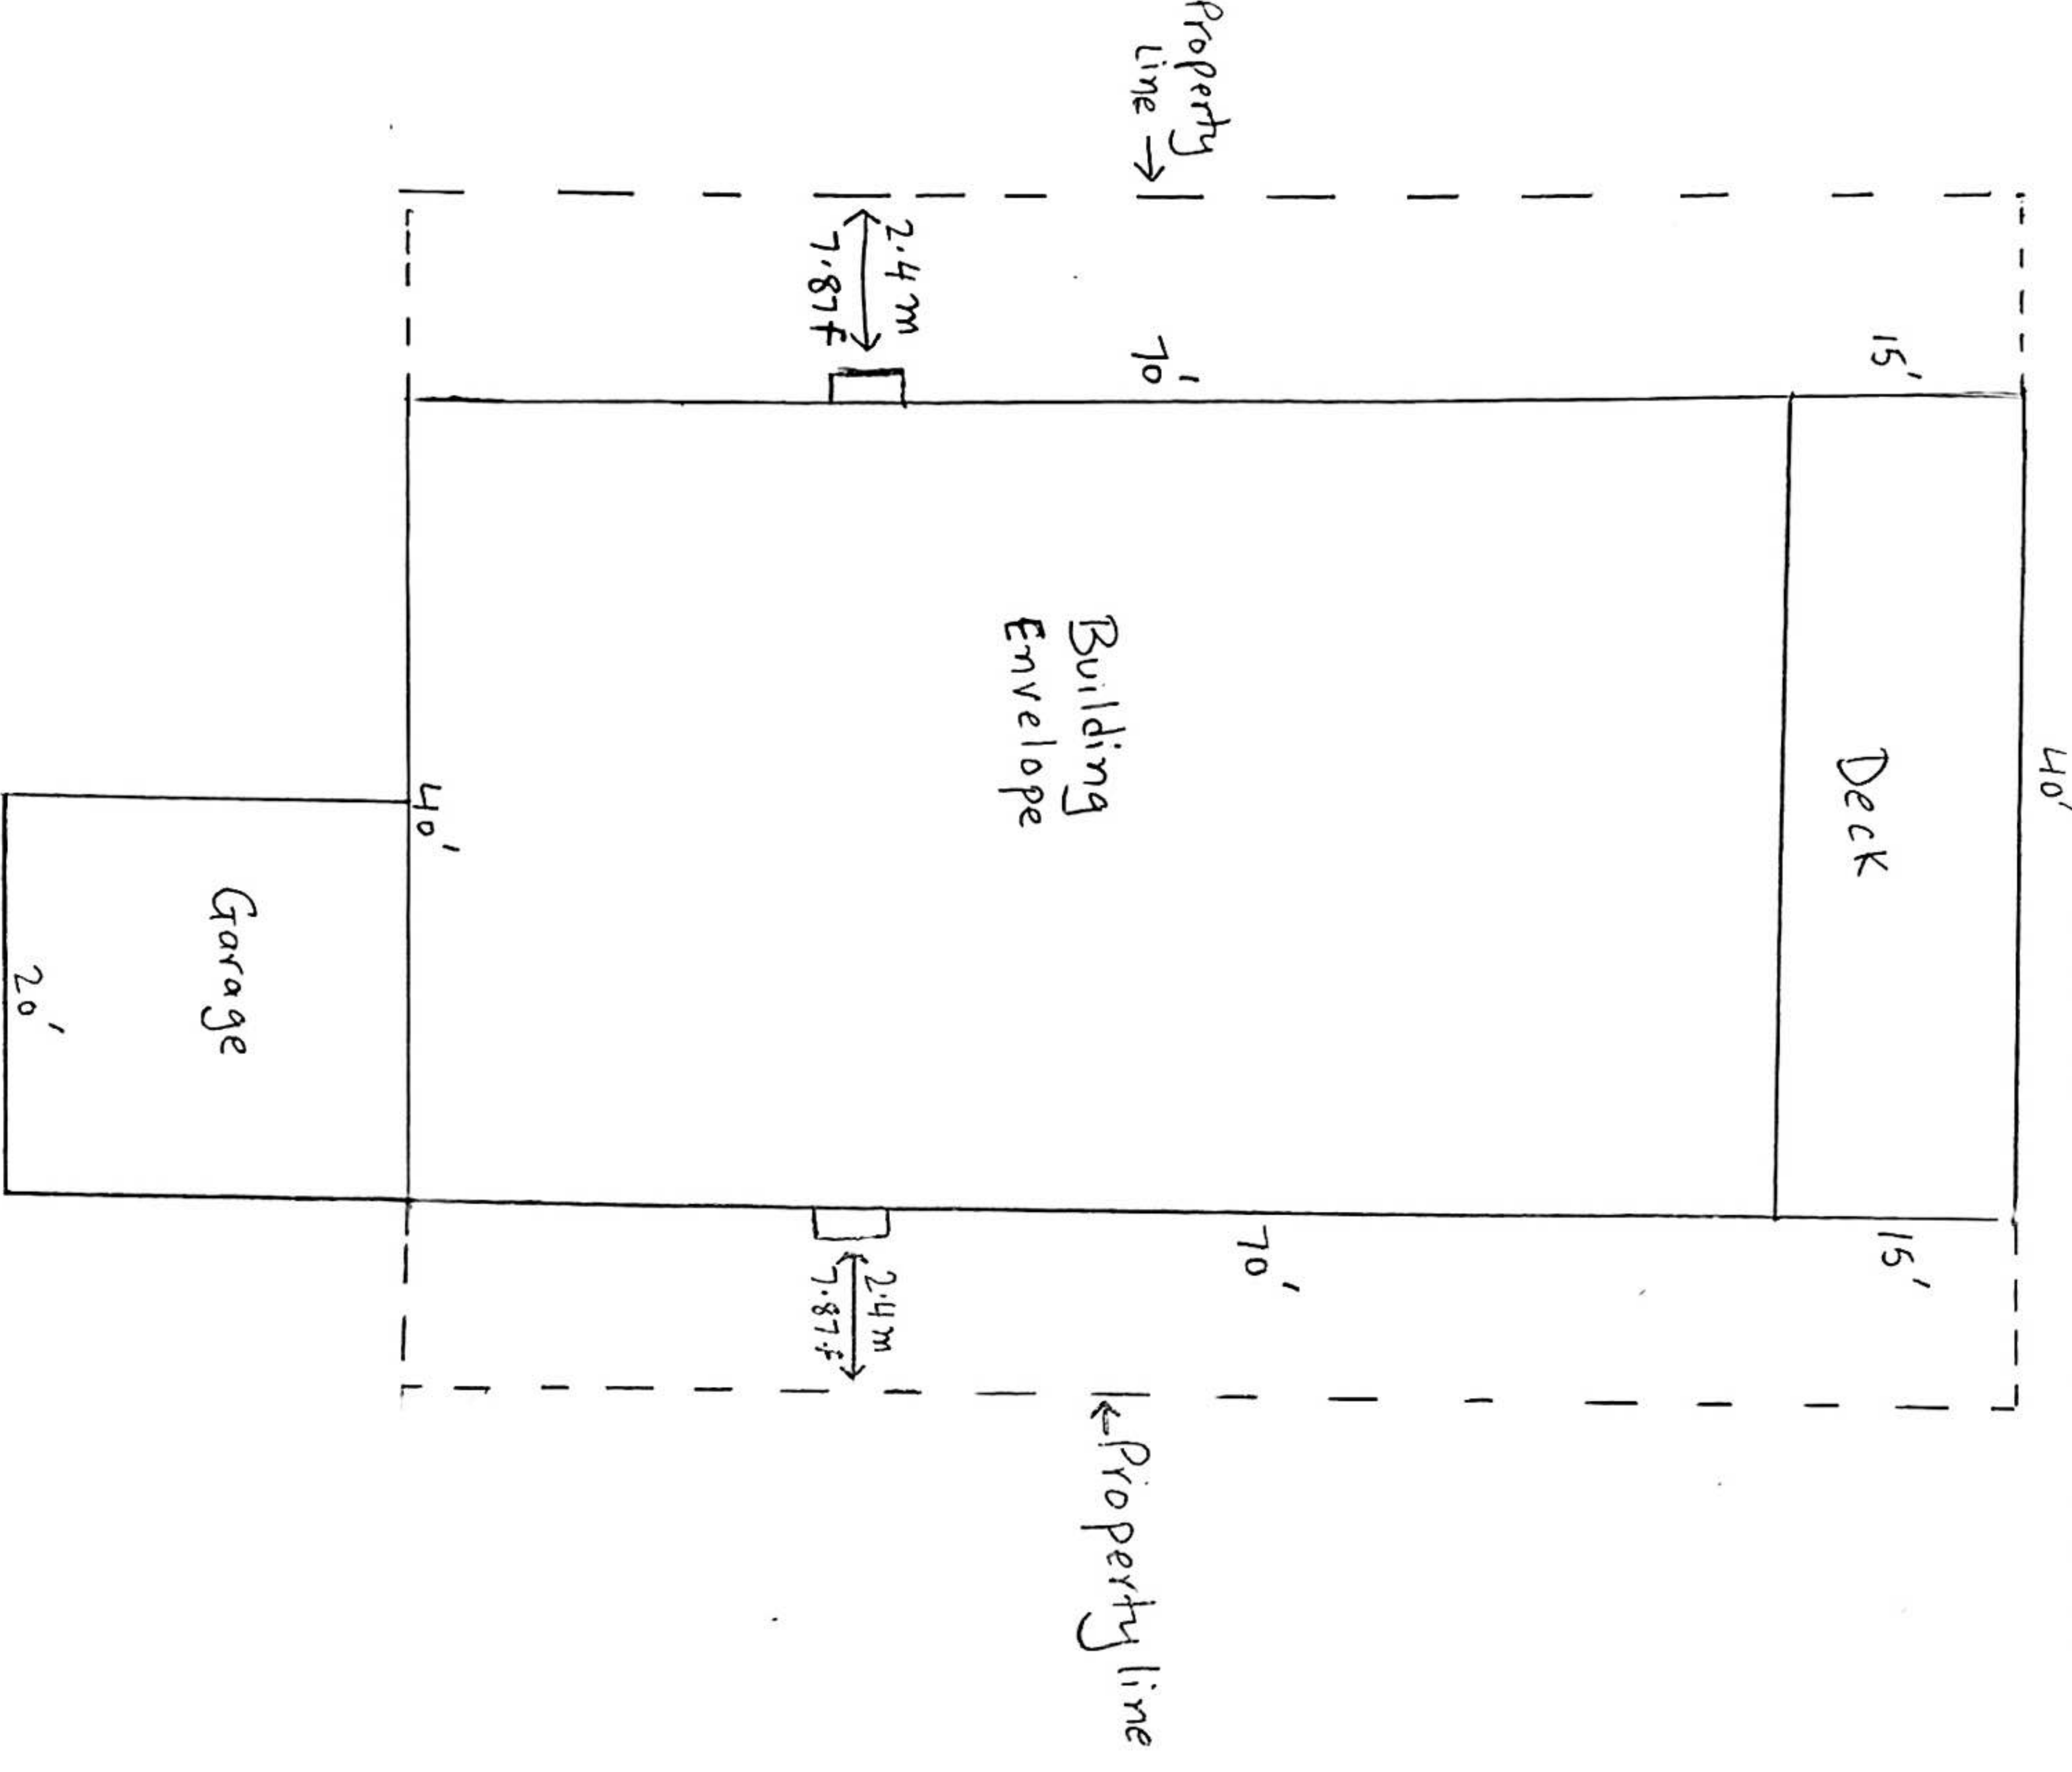 40'
15'
Deck
15'
Property
Line →
70'
Building
Envelope
70'
←Property line
2.4 m
7.87 F
2.4m
7.87.F
40'
Garage
20'